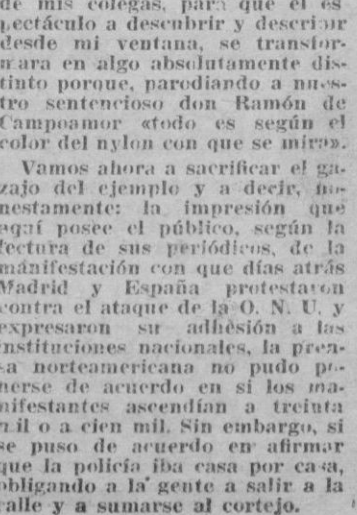 de mis colegas, para que el es-
pectáculo a descubrir y describir
desde mi ventana, se transfor-
mara en algo absolutamente dis-
tinto porque, parodiando a nues-
tro sentencioso don Ramón de
Campoamor «todo es según el
color del nylon con que se mira».
Vamos ahora a sacrificar el ga-
zajo del ejemplo y a decir, ho-
nestamente: la impresión que
aquí posee el público, según la
lectura de sus periódicos, de la
manifestación con que días atrás
Madrid y España protestaron
contra el ataque de la O. N. U. y
expresaron su adhesión a las
instituciones nacionales, la pren-
sa norteamericana no pudo po-
nerse de acuerdo en si los ma-
nifestantes ascendían a treinta
mil o a cien mil. Sin embargo, si
se puso de acuerdo en afirmar
que la policía iba casa por casa,
obligando a la gente a salir a la
calle y a sumarse al cortejo.